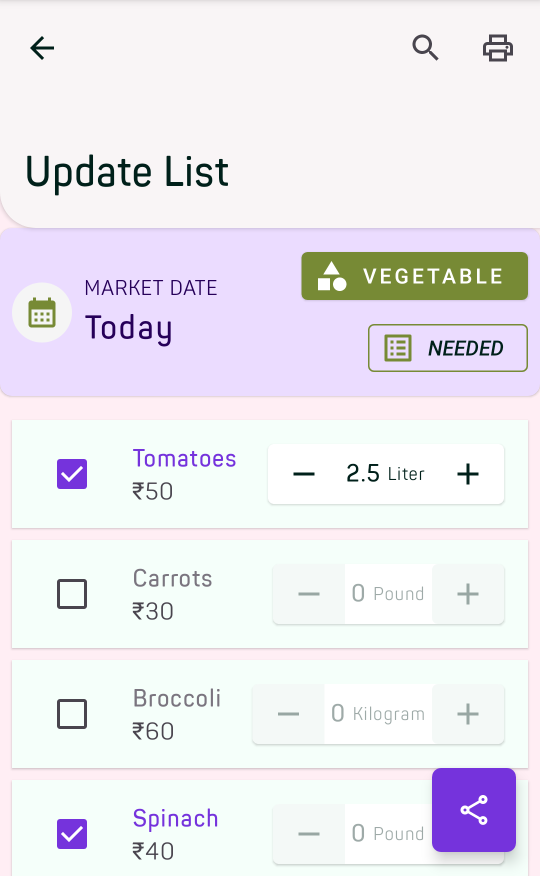 Update List
MARKET DATE
Today
VEGETABLE
NEEDED
Tomatoes
₹50
2.5 Liter
Carrots
₹30
0 Pound
Broccoli
₹60
0 Kilogram
Spinach
₹40
0 Pound